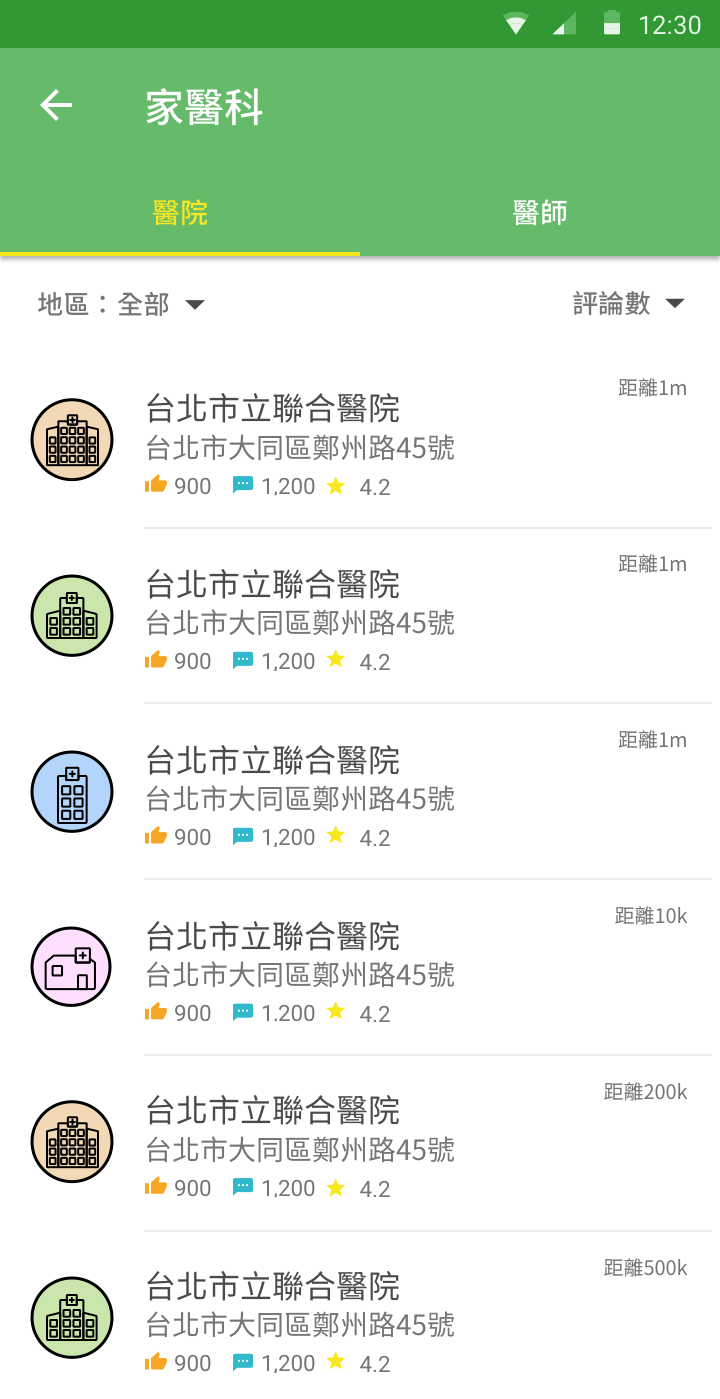 12:30
家醫科
醫院 醫師
地區：全部 評論數
距離1m
台北市立聯合醫院
台北市大同區鄭州路45號
900 1,200 4.2
距離1m
台北市立聯合醫院
台北市大同區鄭州路45號
900 1,200 4.2
距離1m
台北市立聯合醫院
台北市大同區鄭州路45號
900 1,200 4.2
距離10k
台北市立聯合醫院
台北市大同區鄭州路45號
900 1.200 4.2
距離200k
台北市立聯合醫院
台北市大同區鄭州路45號
900 1,200 4.2
距離500k
台北市立聯合醫院
台北市大同區鄭州路45號
900 1,200 4.2